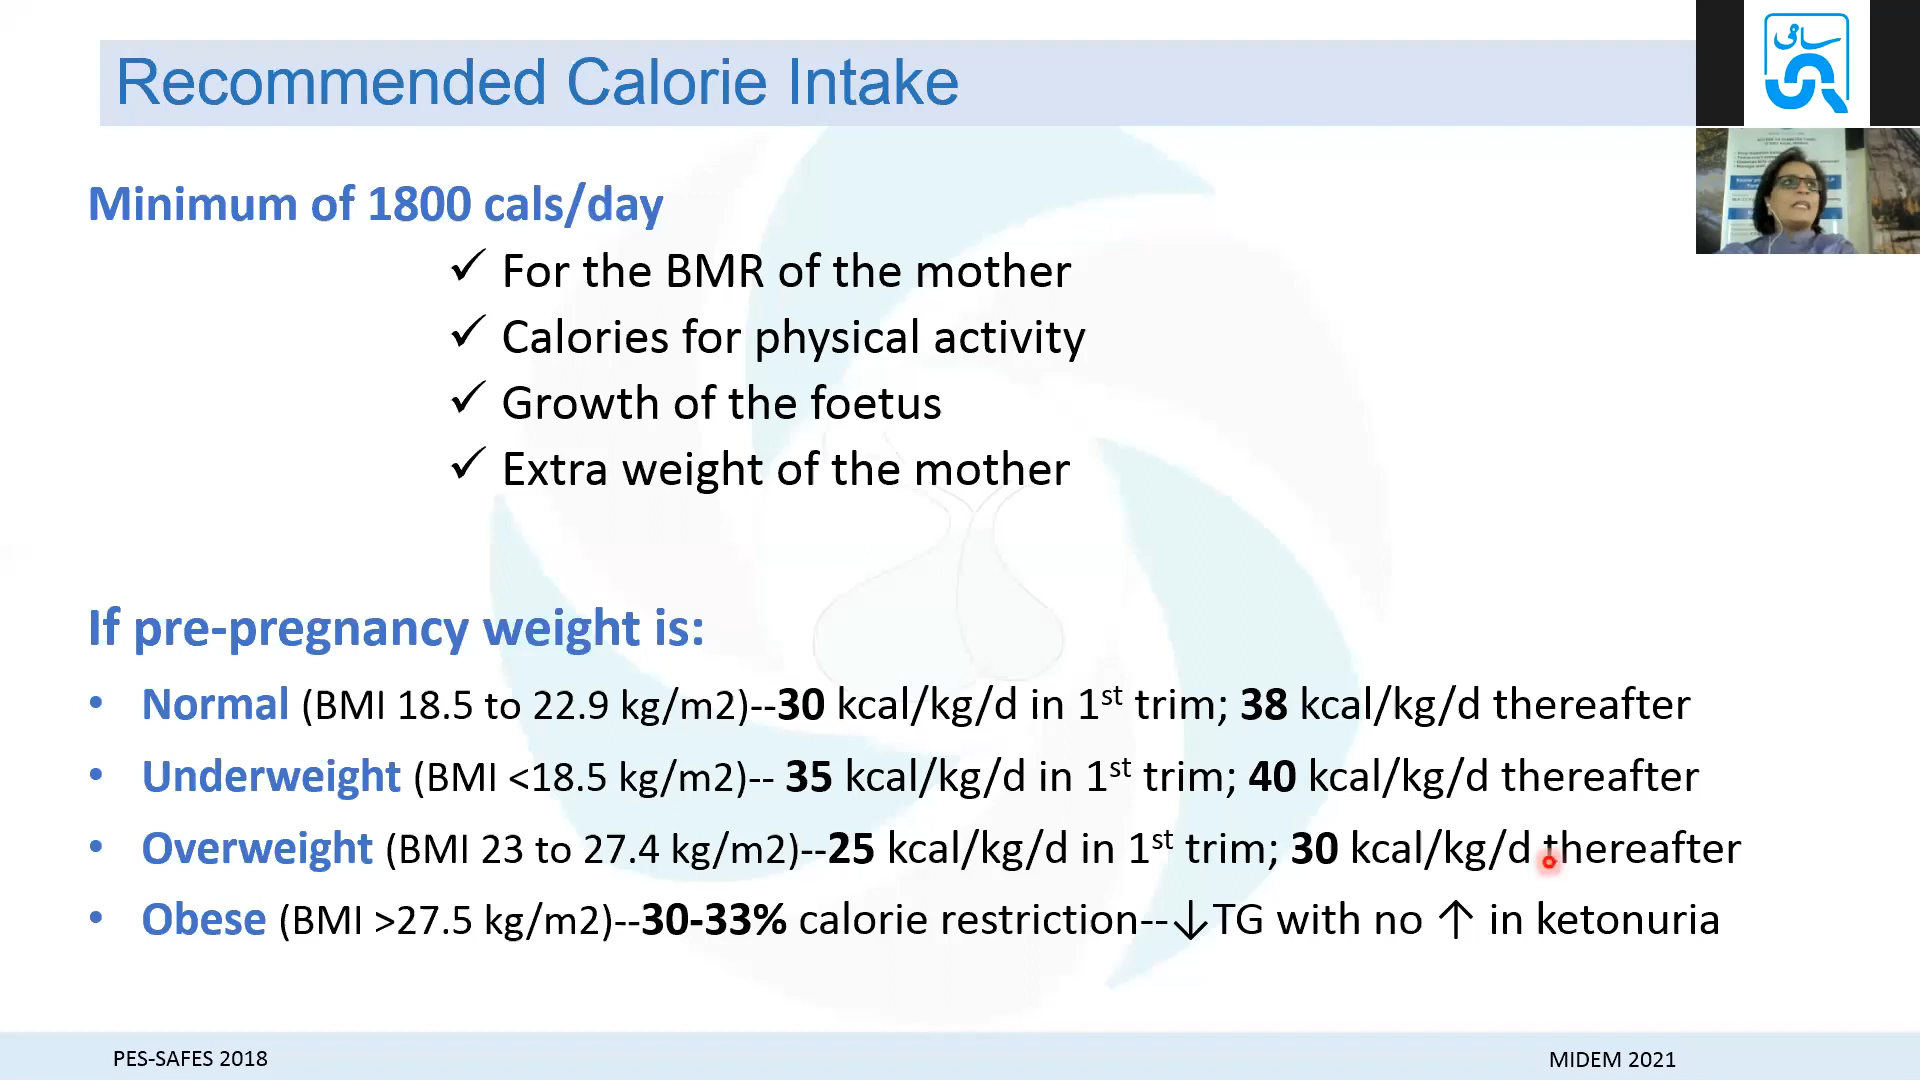 Recommended Calorie Intake
سافی
Minimum of 1800 cals/day
✓ For the BMR of the mother
✓ Calories for physical activity
✓ Growth of the foetus
✓ Extra weight of the mother
If pre-pregnancy weight is:
• Normal (BMI 18.5 to 22.9 kg/m2)--30 kcal/kg/d in 1st trim; 38 kcal/kg/d thereafter
• Underweight (BMI <18.5 kg/m2)-- 35 kcal/kg/d in 1st trim; 40 kcal/kg/d thereafter
• Overweight (BMI 23 to 27.4 kg/m2)--25 kcal/kg/d in 1st trim; 30 kcal/kg/d thereafter
• Obese (BMI >27.5 kg/m2)--30-33% calorie restriction--↓TG with no ↑ in ketonuria
PES-SAFES 2018
MIDEM 2021